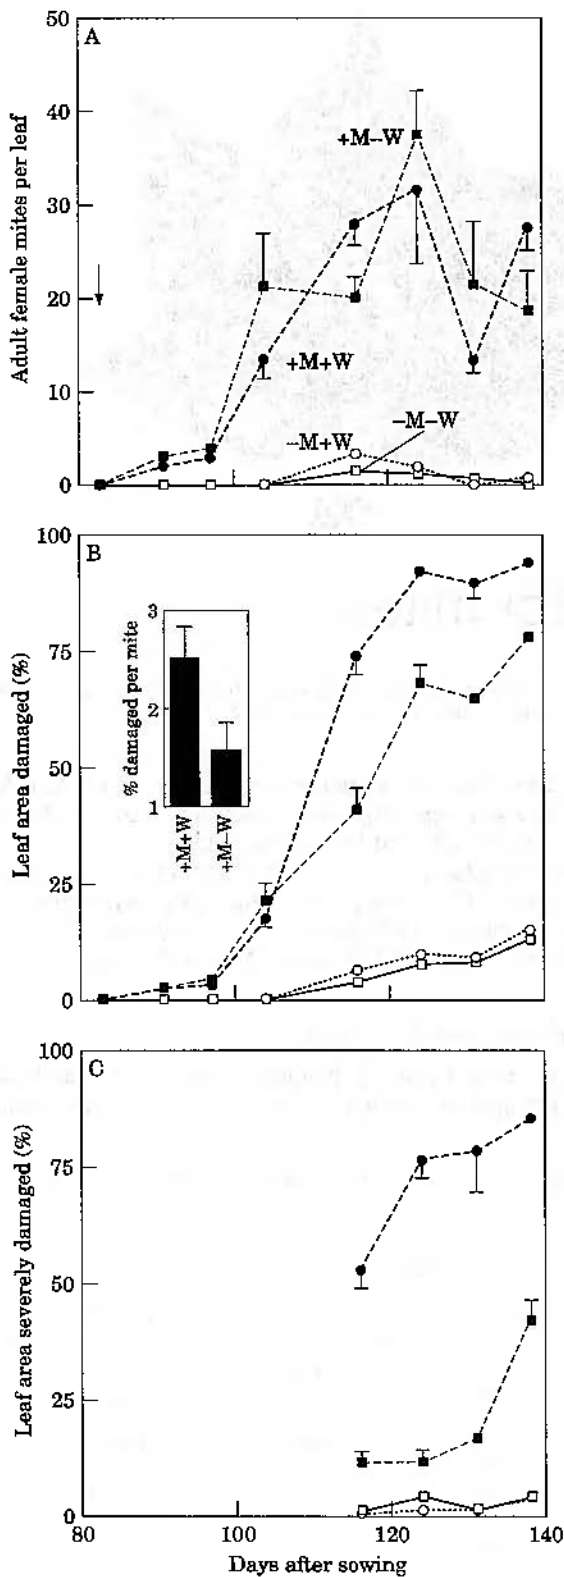 50
A
40
+M–W
30
20
+M+W
10
–M+W
–M–W
0
Adult female mites per leaf
100
B
75
50
25
0
Leaf area damaged (%)
3
2
1
% damaged per mite
+M+W
+M–W
100
C
75
50
25
0
Leaf area severely damaged (%)
80
100
120
140
Days after sowing